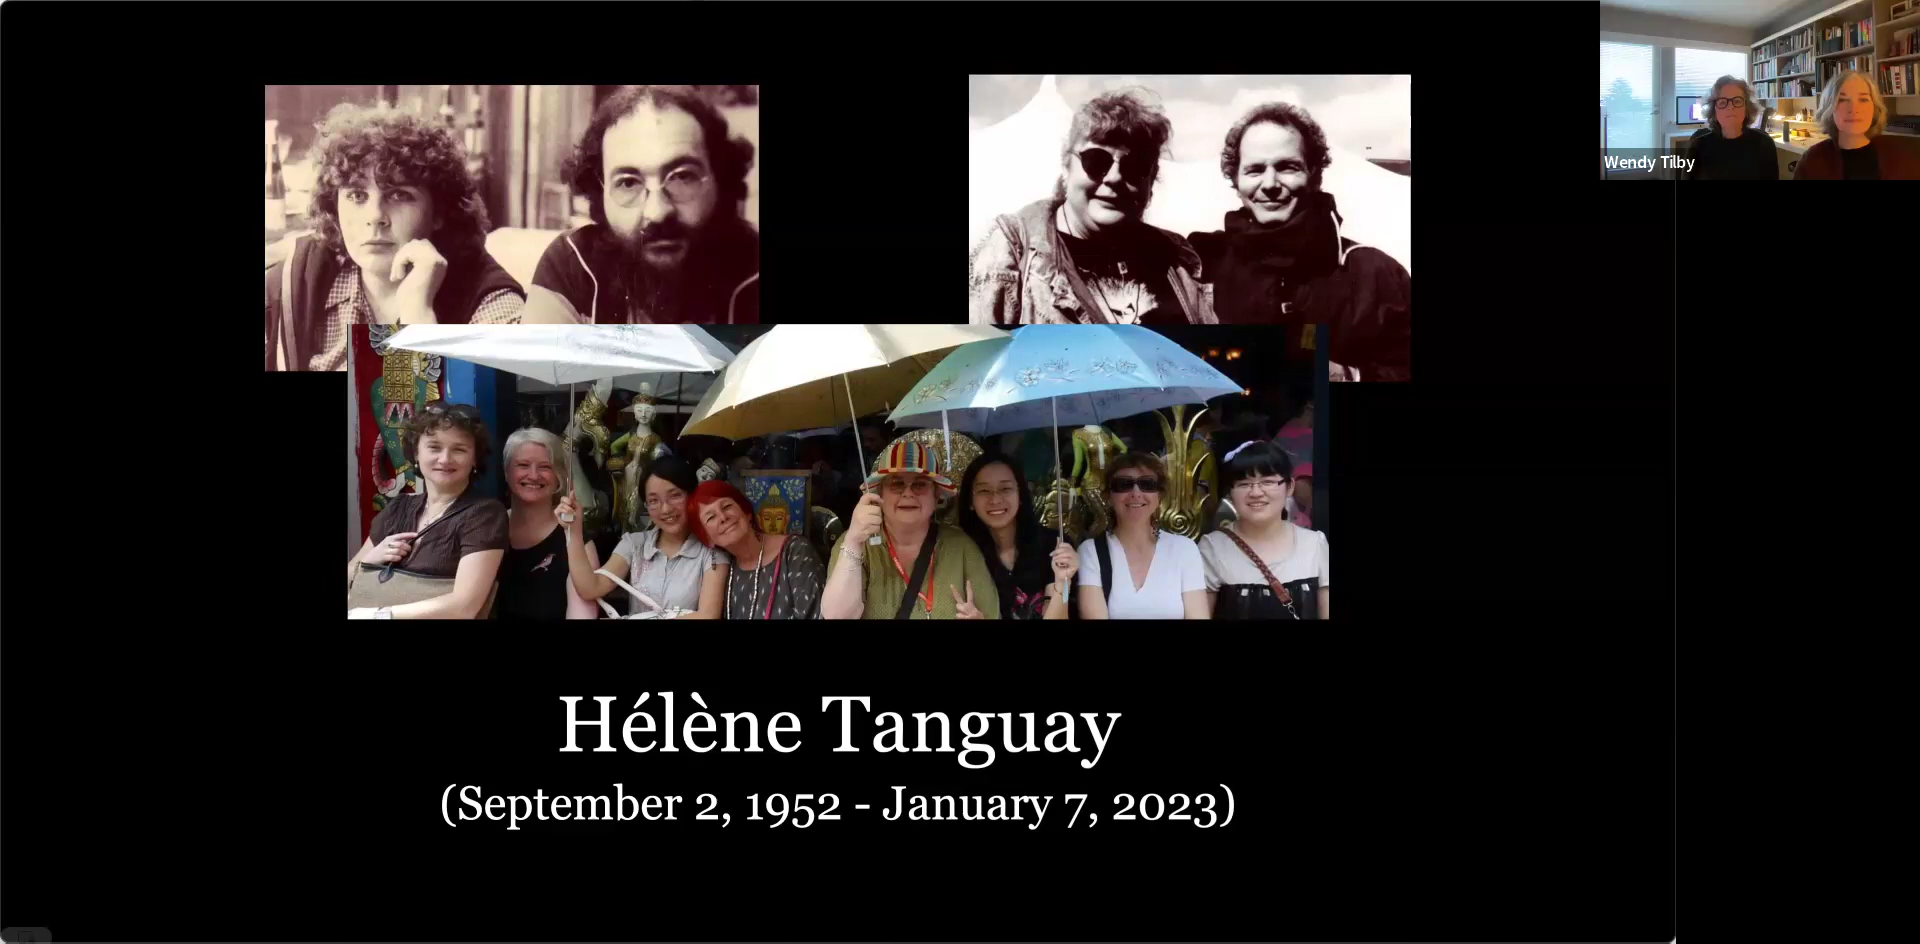 Wendy Tilby
Hélène Tanguay
(September 2, 1952 - January 7, 2023)